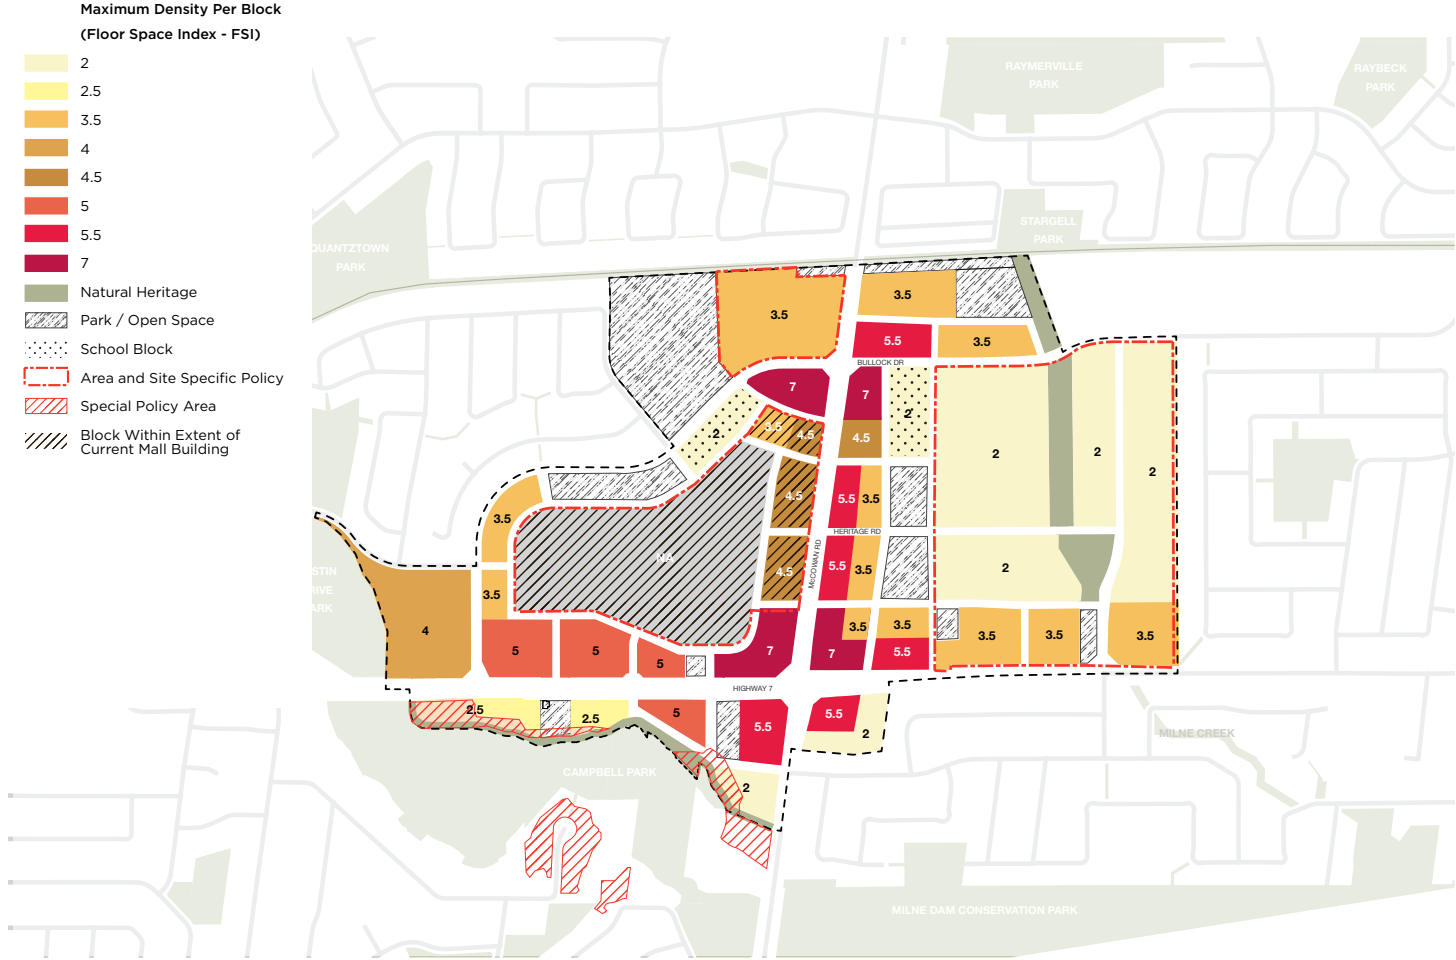 Maximum Density Per Block
(Floor Space Index - FSI)
2
2.5
3.5
4
4.5
5
5.5
7
Natural Heritage
Park / Open Space
School Block
Area and Site Specific Policy
Special Policy Area
Block Within Extent of
Current Mall Building
RAYMERVILLE
PARK
RAYBECK
PARK
STARGELL
PARK
QUANTZTOWN
PARK
3.5
3.5
5.5
3.5
BULLOCK DR
7
7
2
3.5
4.5
4.5
2
2
2
2
4.5
5.5
3.5
3.5
HERITAGE RD
NA
McCOWAN RD
4.5
5.5
3.5
2
STIN
RIVE
ARK
3.5
4
5
5
5
7
7
3.5
3.5
5.5
3.5
3.5
3.5
HIGHWAY 7
2.5
D
2.5
5
5.5
5.5
2
MILNE CREEK
CAMPBELL PARK
2
MILNE DAM CONSERVATION PARK